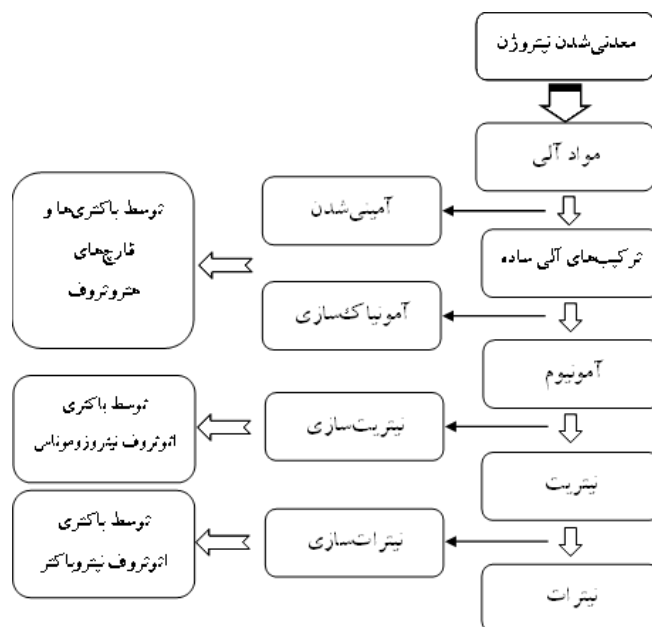 معدنی‌شدن نیتروژن
مواد آلی
آمینی‌شدن
توسط باکتری‌ها و
قارچ‌های
هتروتروف
ترکیب‌های آلی ساده
آمونیاک‌سازی
آمونیوم
نیتریت‌سازی
توسط باکتری
اتوتروف نیتروزوموناس
نیتریت
نیترات‌سازی
توسط باکتری
اتوتروف نیتروباکتر
نیترات